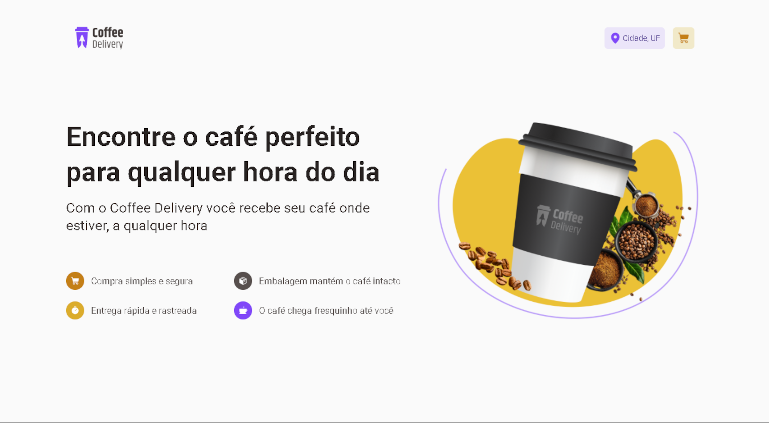 Coffee
Delivery
Cidade, UF
Encontre o café perfeito
para qualquer hora do dia
Com o Coffee Delivery você recebe seu café onde
estiver, a qualquer hora
Coffee
Delivery
Compra simples e segura
Embalagem mantém o café intacto
Entrega rápida e rastreada
O café chega fresquinho até você